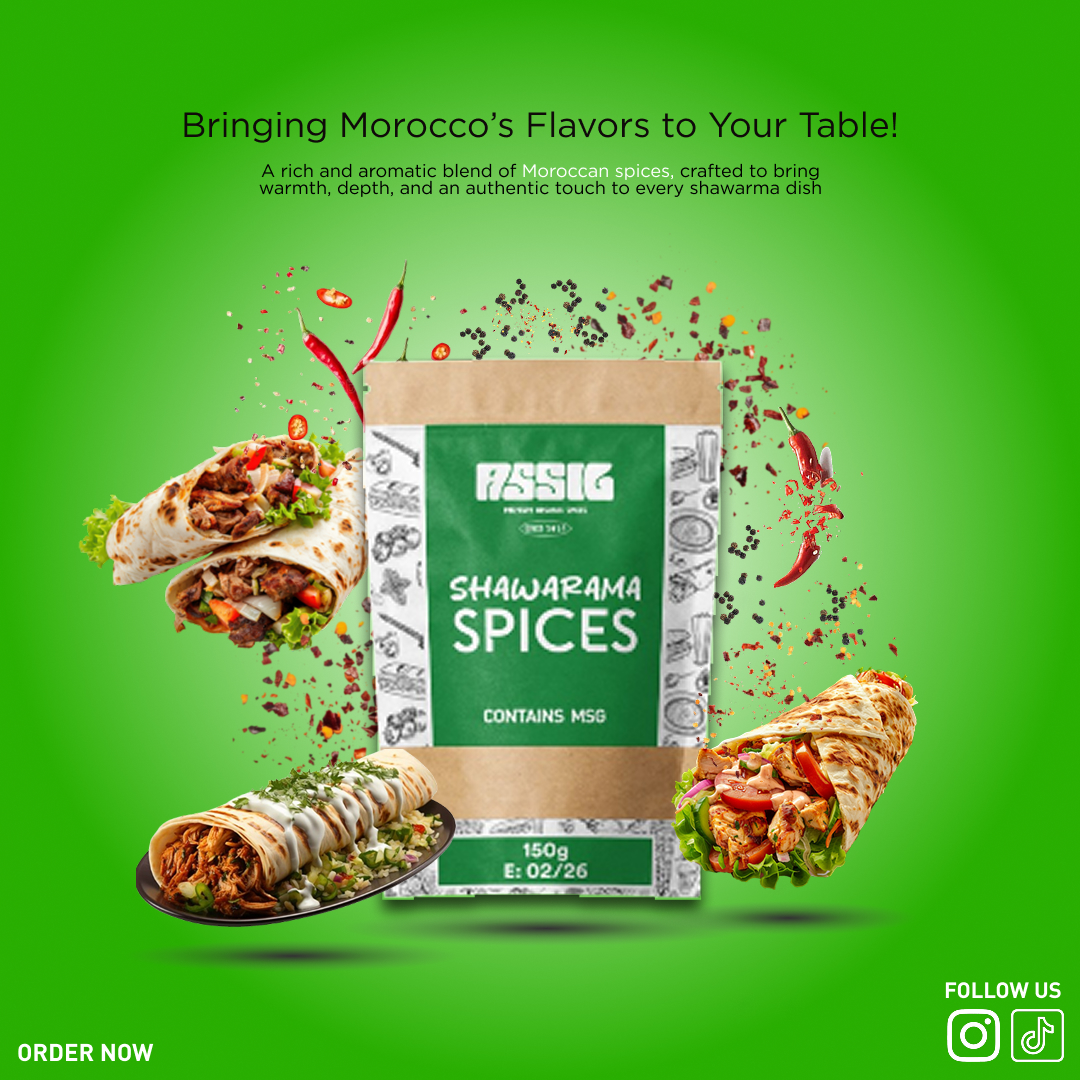 Bringing Morocco's Flavors to Your Table!
A rich and aromatic blend of Moroccan spices, crafted to bring
warmth, depth, and an authentic touch to every shawarma dish
ASSIL
SHAWARAMA
SPICES
CONTAINS MSG
150g
E: 02/26
FOLLOW US
ORDER NOW